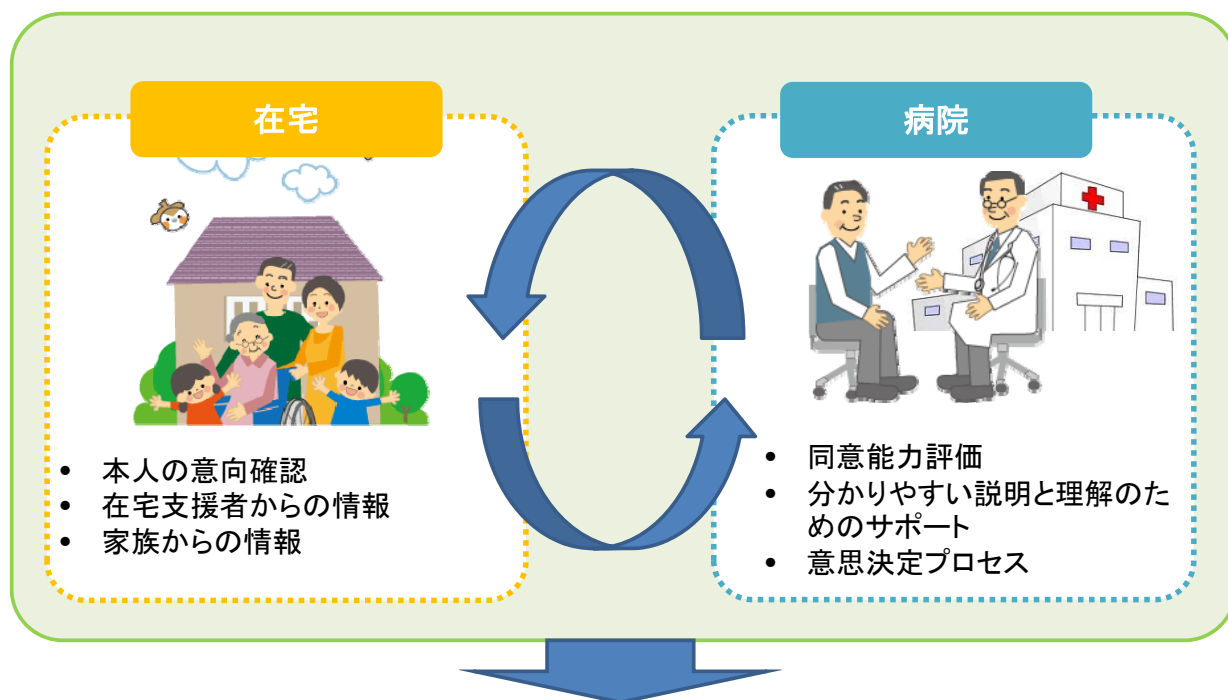 在宅
病院
• 本人の意向確認
• 在宅支援者からの情報
• 家族からの情報
• 同意能力評価
• 分かりやすい説明と理解のた
めのサポート
• 意思決定プロセス